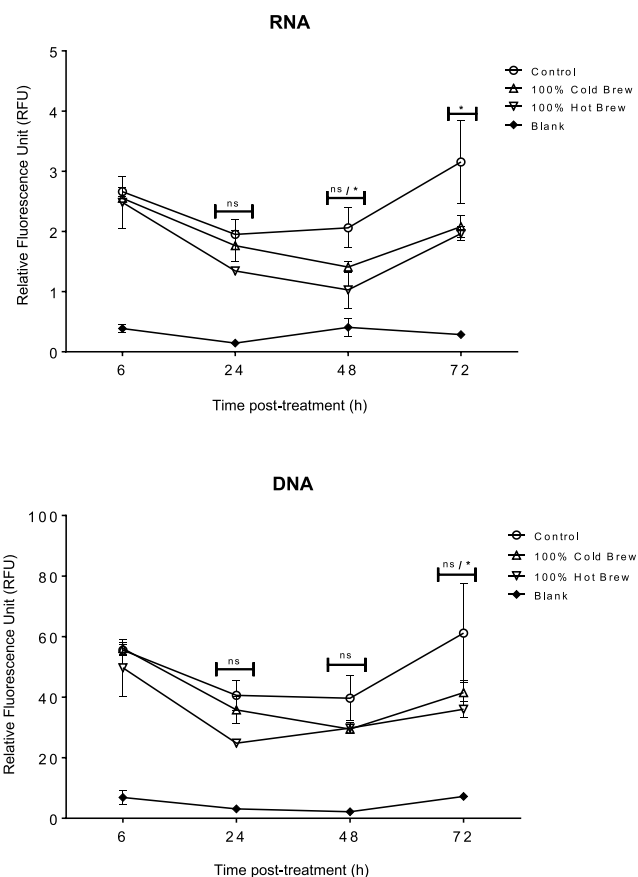 RNA
Relative Fluorescence Unit (RFU)
5
4
3
2
1
0
ns
ns / *
*
Control
100% Cold Brew
100% Hot Brew
Blank
6 24 48 72
Time post-treatment (h)
DNA
Relative Fluorescence Unit (RFU)
100
80
60
40
20
0
ns
ns
ns / *
Control
100% Cold Brew
100% Hot Brew
Blank
6 24 48 72
Time post-treatment (h)